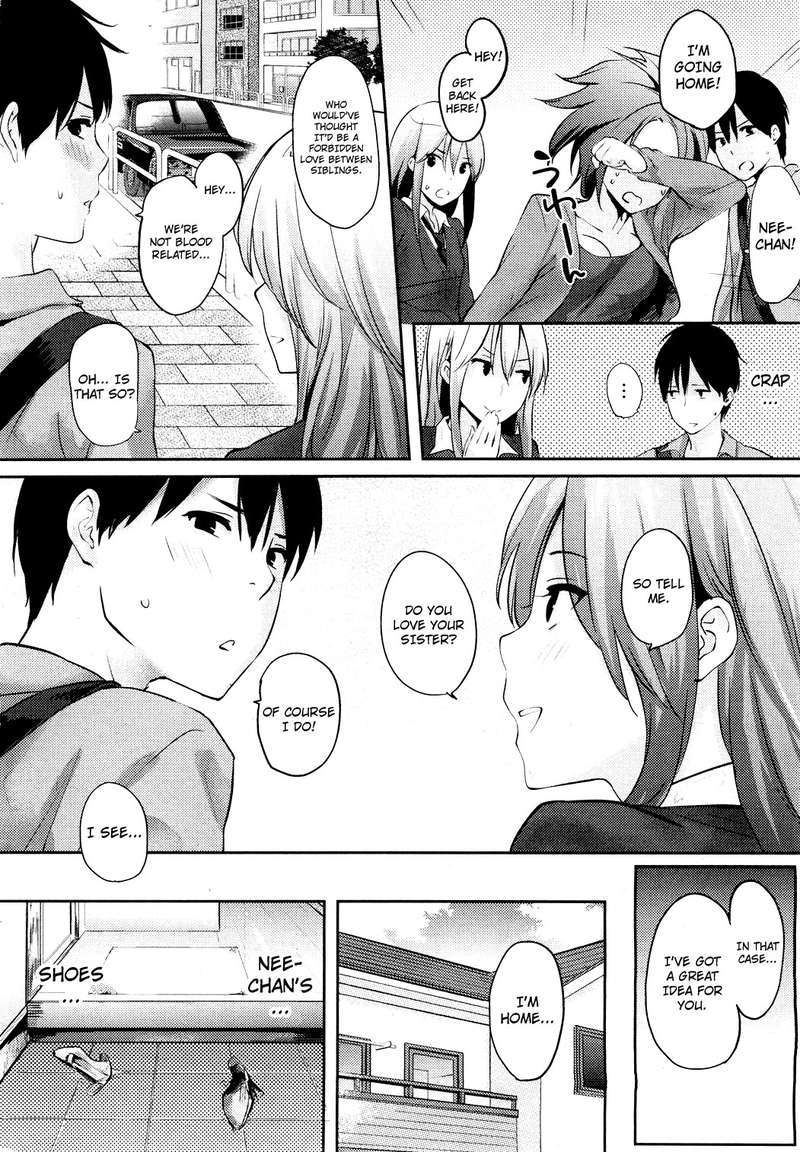 I'M
GOING
HOME!
HEY!
GET
BACK
HERE!
うわーん
NEE-
CHAN!
CRAP
...
...
WHO
WOULD'VE
THOUGHT
IT'D BE A
FORBIDDEN
LOVE BETWEEN
SIBLINGS.
HEY...
WE'RE
NOT BLOOD
RELATED...
OH... IS
THAT SO?
SO TELL
ME.
DO YOU
LOVE YOUR
SISTER?
OF COURSE
I DO!
I SEE...
IN THAT
CASE...
I'VE GOT
A GREAT
IDEA FOR
YOU.
I'M
HOME...
NEE-
CHAN'S
...
SHOES
...